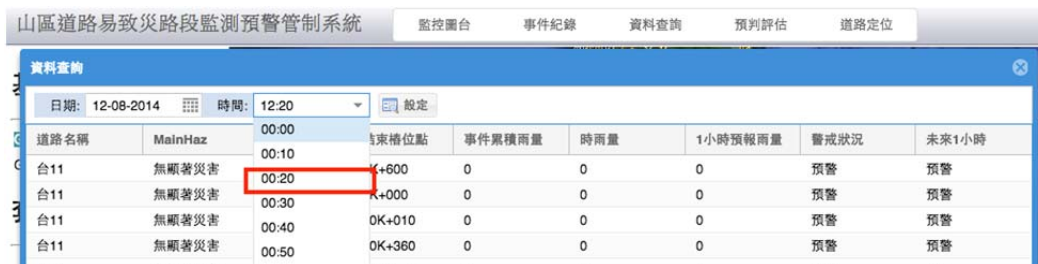 山區道路易致災路段監測預警管制系統 監控圖台 事件紀錄 資料查詢 預判評估 道路定位
資料查詢
日期: 12-08-2014 時間: 12:20 設定
道路名稱 MainHaz 結束樁位點 事件累積雨量 時雨量 1小時預報雨量 警戒狀況 未來1小時
00:00
00:10
台11 無顯著災害 K+600 0 0 0 預警 預警
00:20
台11 無顯著災害 K+000 0 0 0 預警 預警
00:30
台11 無顯著災害 0K+010 0 0 0 預警 預警
00:40
台11 無顯著災害 0K+360 0 0 0 預警 預警
00:50